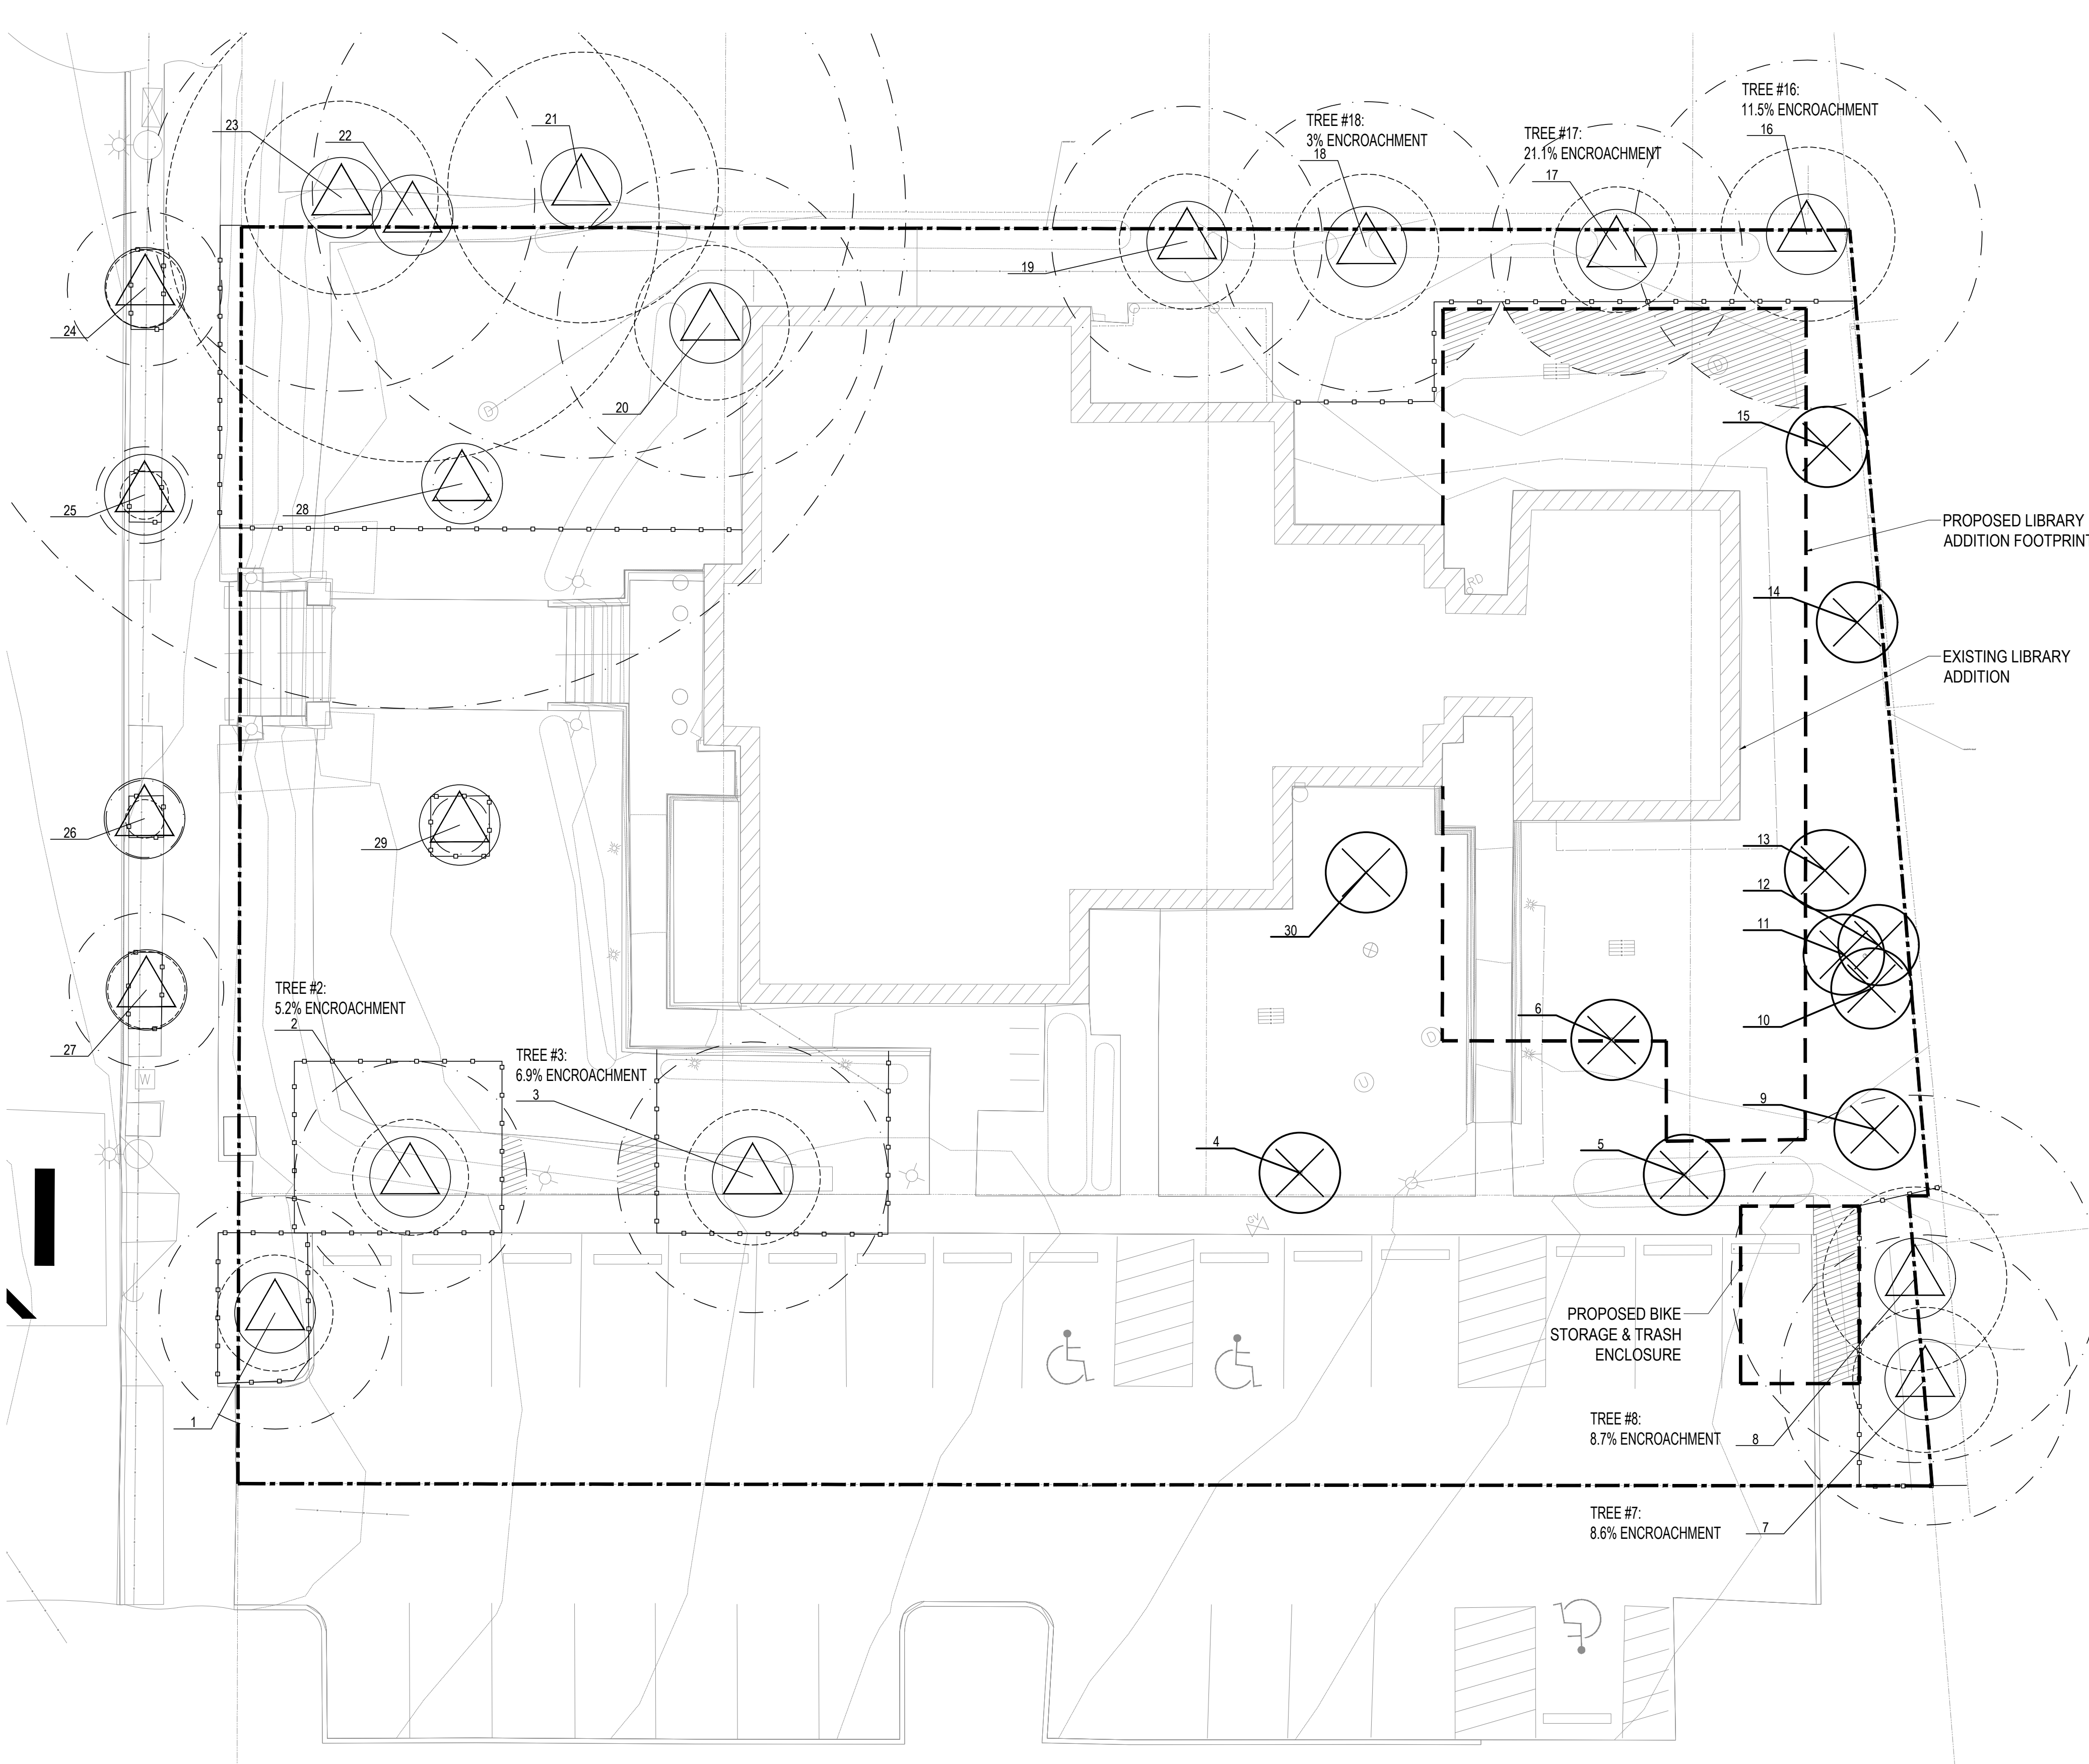 TREE #16:
11.5% ENCROACHMENT
16
TREE #18:
3% ENCROACHMENT
18
TREE #17:
21.1% ENCROACHMENT
17
23
22
21
19
24
20
25
28
15
PROPOSED LIBRARY
ADDITION FOOTPRINT
14
EXISTING LIBRARY
ADDITION
D
D
RD
26
29
13
12
11
10
30
6
9
27
TREE #2:
5.2% ENCROACHMENT
2
TREE #3:
6.9% ENCROACHMENT
3
W
D
U
4
5
GV
1
PROPOSED BIKE
STORAGE & TRASH
ENCLOSURE
TREE #8:
8.7% ENCROACHMENT
8
TREE #7:
8.6% ENCROACHMENT
7